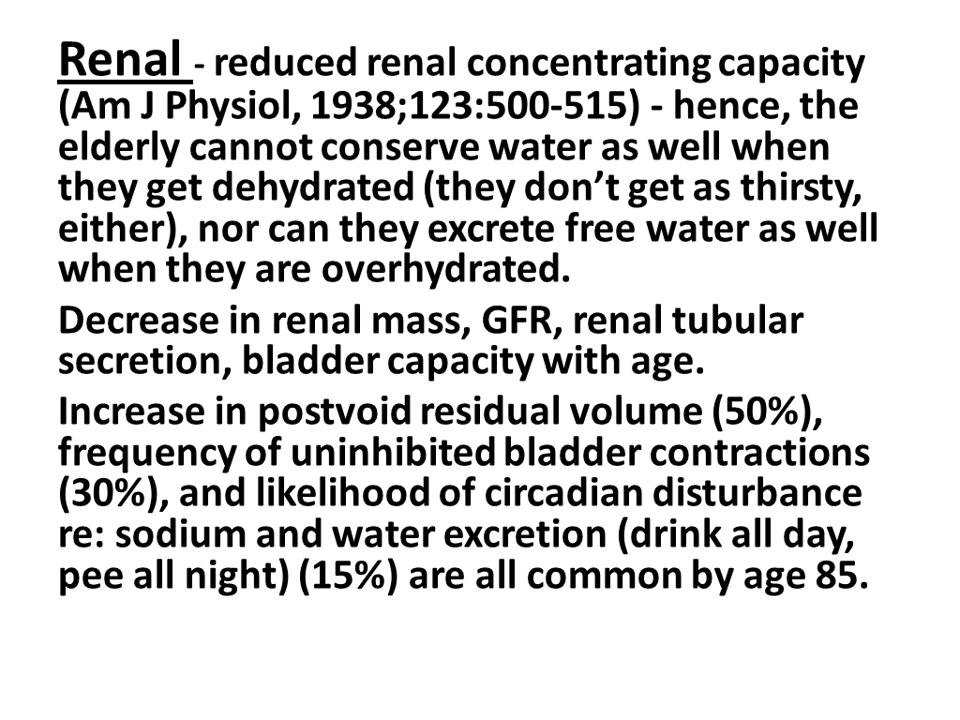 Renal - reduced renal concentrating capacity
(Am J Physiol, 1938;123:500-515) - hence, the
elderly cannot conserve water as well when
they get dehydrated (they don’t get as thirsty,
either), nor can they excrete free water as well
when they are overhydrated.
Decrease in renal mass, GFR, renal tubular
secretion, bladder capacity with age.
Increase in postvoid residual volume (50%),
frequency of uninhibited bladder contractions
(30%), and likelihood of circadian disturbance
re: sodium and water excretion (drink all day,
pee all night) (15%) are all common by age 85.